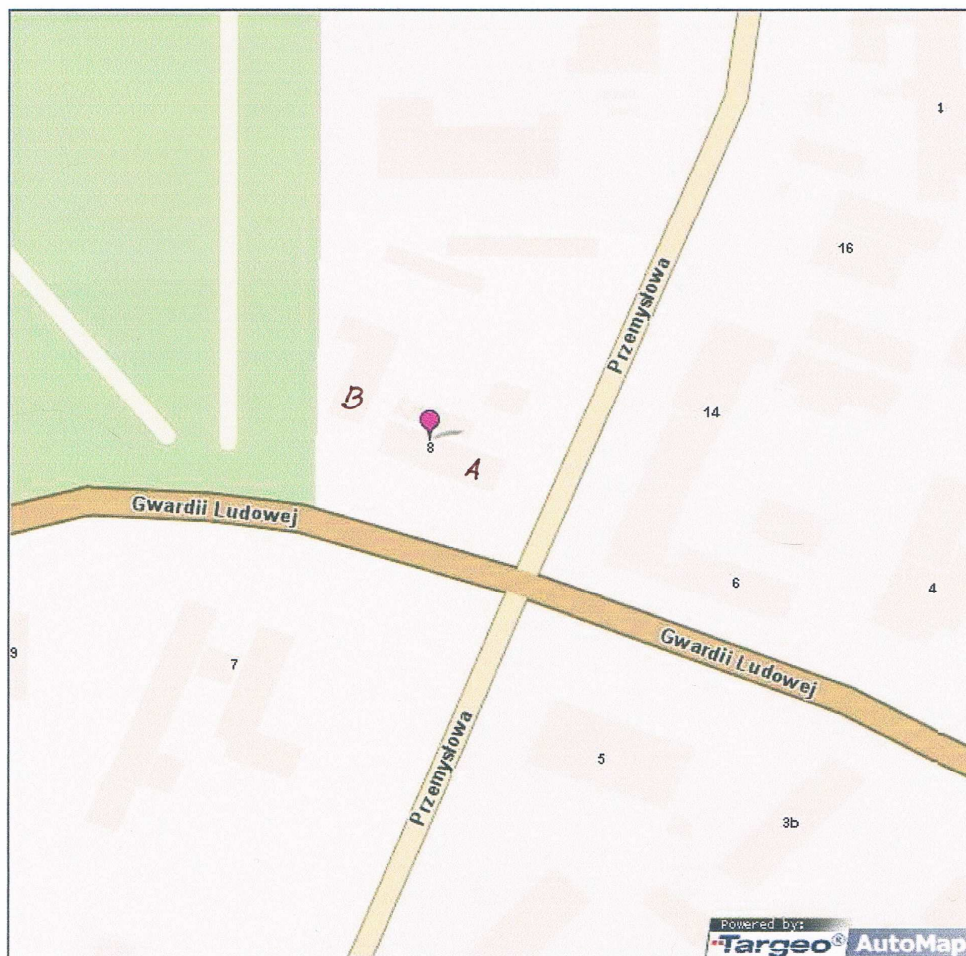 1
16
Przemysłowa
B
14
8
A
Gwardii Ludowej
6
4
9
7
Gwardii Ludowej
Przemysłowa
5
3b
Powered by:
Targeo® AutoMap